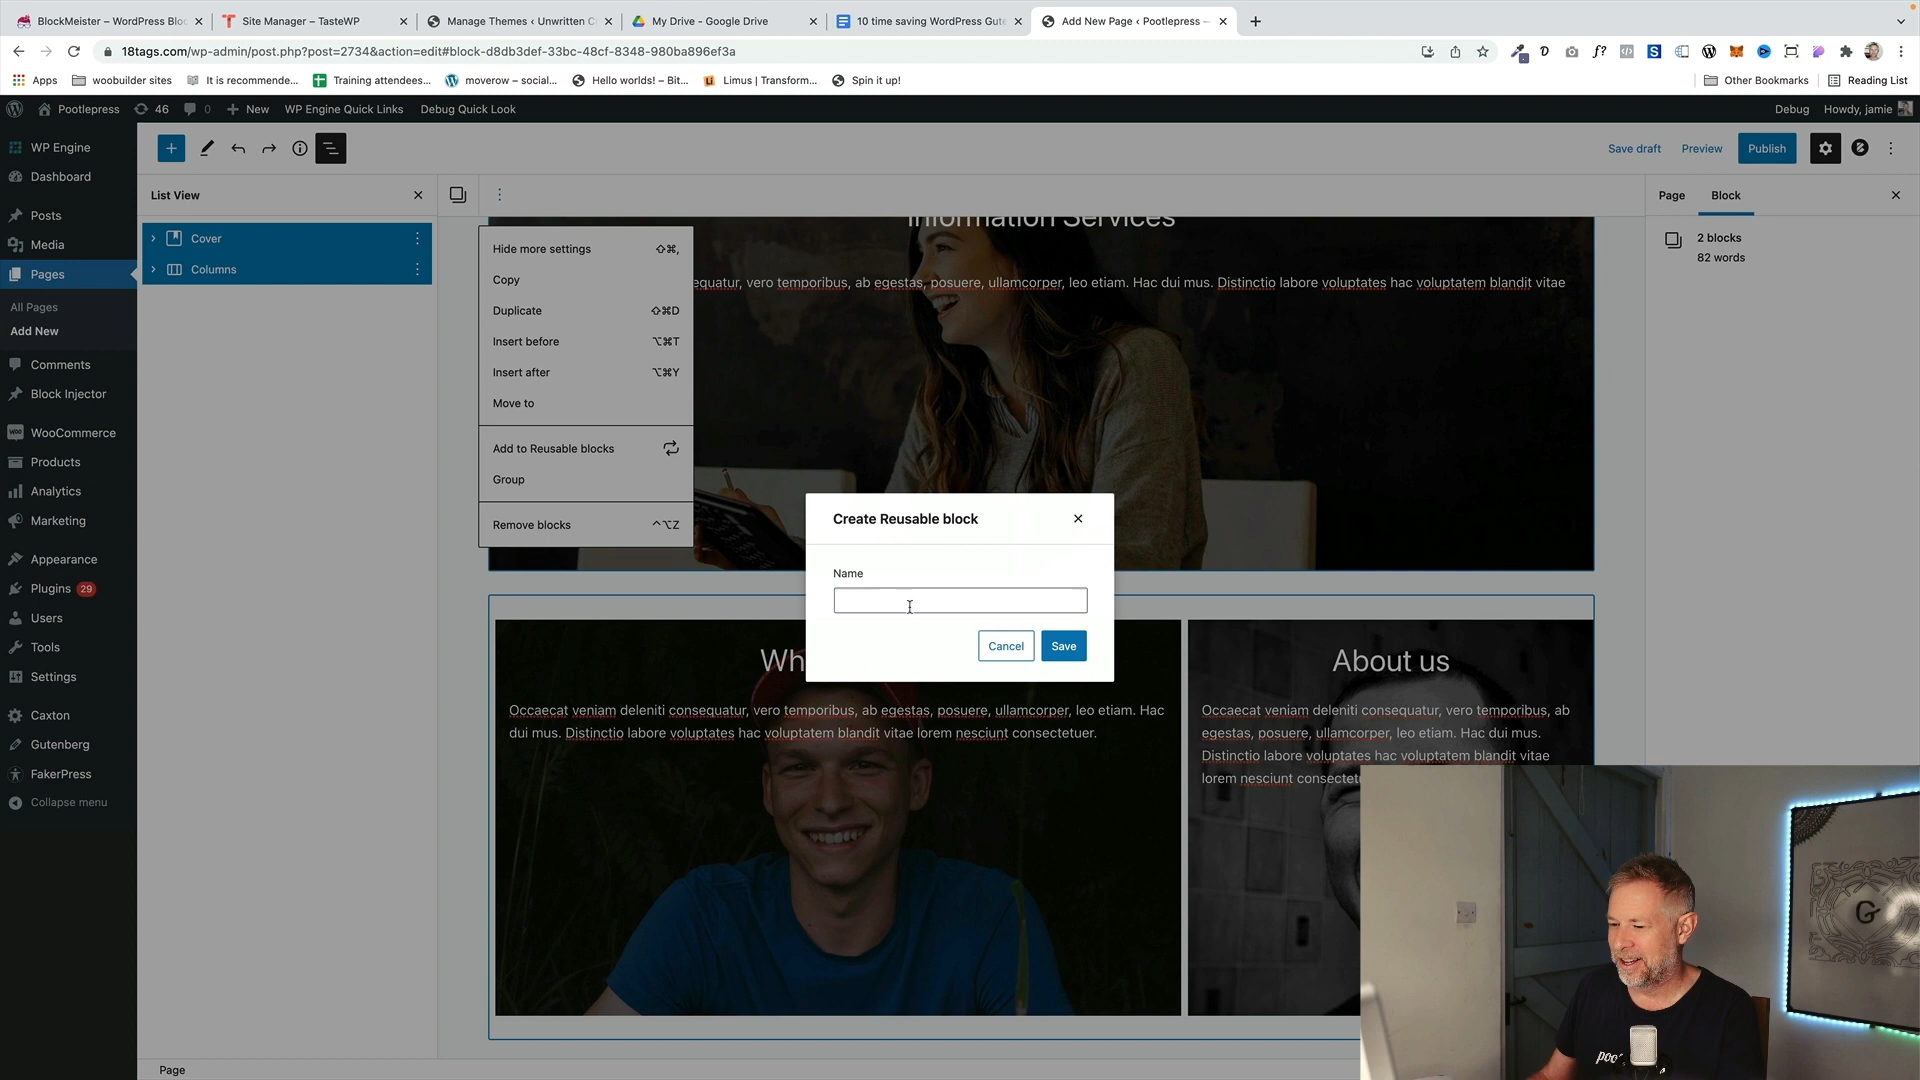 BlockMeister – WordPress Bloc
Site Manager – TasteWP
Manage Themes ‹ Unwritten C
My Drive - Google Drive
10 time saving WordPress Gute
Add New Page ‹ Pootlepress —
18tags.com/wp-admin/post.php?post=2734&action=edit#block-d8db3def-33bc-48cf-8348-980ba896ef3a
Apps
woobuilder sites
It is recommende...
Training attendees...
moverow – social...
Hello worlds! – Bit...
Limus | Transform...
Spin it up!
Other Bookmarks
Reading List
Pootlepress
46
0
New
WP Engine Quick Links
Debug Quick Look
Debug
Howdy, jamie
WP Engine
Dashboard
Posts
Media
Pages
All Pages
Add New
Comments
Block Injector
WooCommerce
Products
Analytics
Marketing
Appearance
Plugins 29
Users
Tools
Settings
Caxton
Gutenberg
FakerPress
Collapse menu
Save draft
Preview
Publish
List View
Cover
Columns
Page
Block
2 blocks
82 words
Hide more settings ⇧⌘,
Copy
Duplicate ⇧⌘D
Insert before ⌥⌘T
Insert after ⌥⌘Y
Move to
Add to Reusable blocks
Group
Remove blocks ^⌥Z
Information Services
equatur, vero temporibus, ab egestas, posuere, ullamcorper, leo etiam. Hac dui mus. Distinctio labore voluptates hac voluptatem blandit vitae
Create Reusable block
Name
Cancel
Save
Wh
Occaecat veniam deleniti consequatur, vero temporibus, ab egestas, posuere, ullamcorper, leo etiam. Hac
dui mus. Distinctio labore voluptates hac voluptatem blandit vitae lorem nesciunt consectetuer.
About us
Occaecat veniam deleniti consequatur, vero temporibus, ab
egestas, posuere, ullamcorper, leo etiam. Hac dui mus.
Distinctio labore voluptates hac voluptatem blandit vitae
lorem nesciunt consectet
Page
G